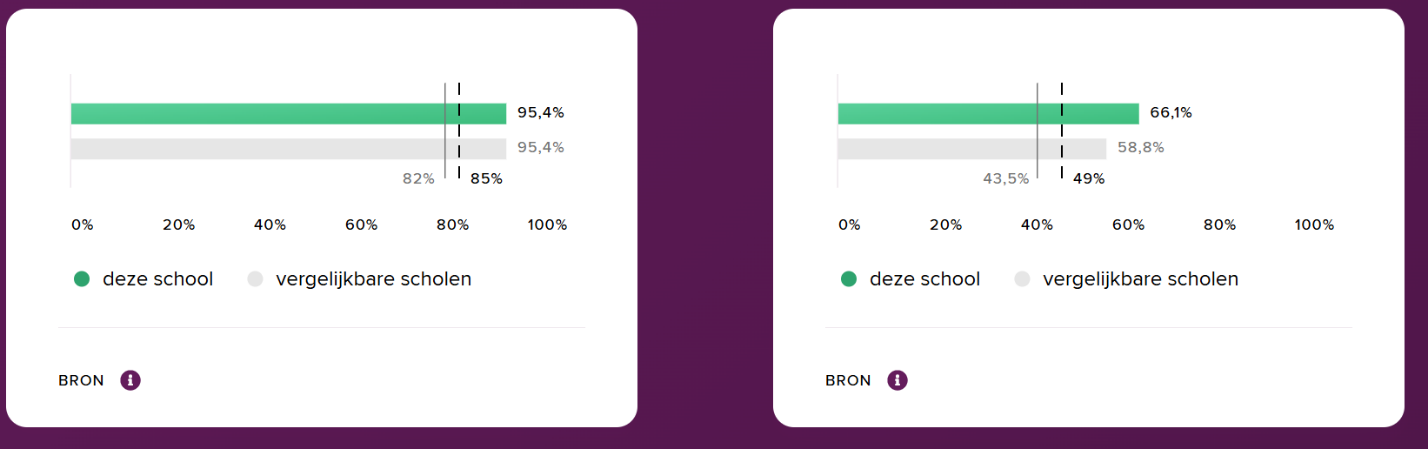 95,4%
95,4%
82% 85%
0% 20% 40% 60% 80% 100%
deze school vergelijkbare scholen
BRON
66,1%
58,8%
43,5% 49%
0% 20% 40% 60% 80% 100%
deze school vergelijkbare scholen
BRON